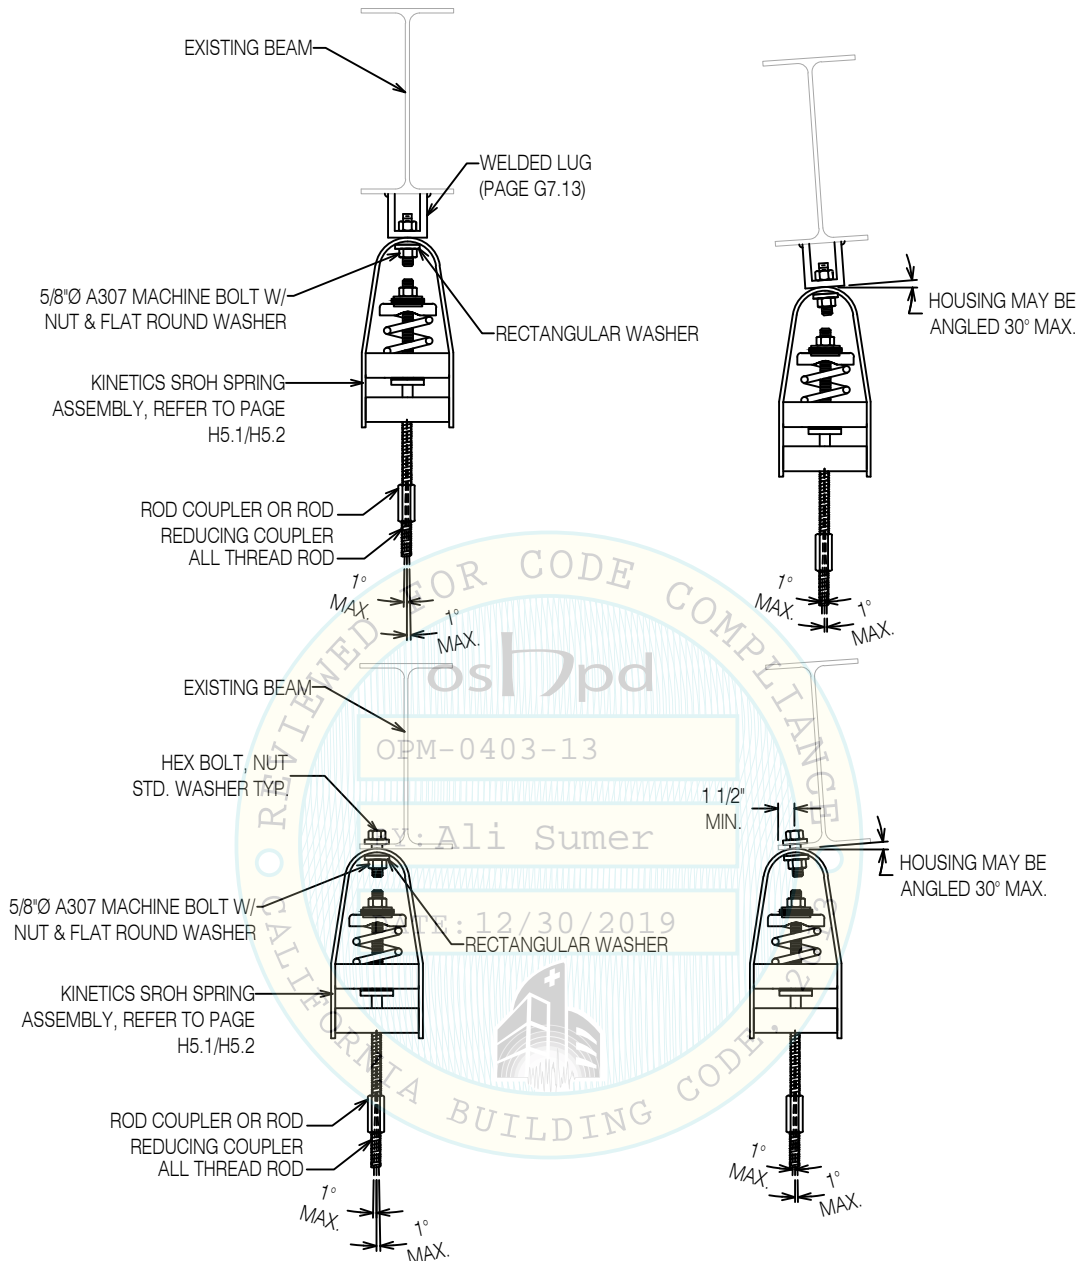 EXISTING BEAM
WELDED LUG
(PAGE G7.13)
5/8"Ø A307 MACHINE BOLT W/
NUT & FLAT ROUND WASHER
RECTANGULAR WASHER
KINETICS SROH SPRING
ASSEMBLY, REFER TO PAGE
H5.1/H5.2
ROD COUPLER OR ROD
REDUCING COUPLER
ALL THREAD ROD
1°
MAX.
1°
MAX.
HOUSING MAY BE
ANGLED 30° MAX.
1°
MAX.
1°
MAX.
REVIEWED FOR CODE COMPLIANCE
oshpd
OPM-0403-13
BY: Ali Sumer
DATE: 12/30/2019
CALIFORNIA BUILDING CODE,
EXISTING BEAM
HEX BOLT, NUT
STD. WASHER TYP.
5/8"Ø A307 MACHINE BOLT W/
NUT & FLAT ROUND WASHER
RECTANGULAR WASHER
KINETICS SROH SPRING
ASSEMBLY, REFER TO PAGE
H5.1/H5.2
ROD COUPLER OR ROD
REDUCING COUPLER
ALL THREAD ROD
1°
MAX.
1°
MAX.
1 1/2"
MIN.
HOUSING MAY BE
ANGLED 30° MAX.
1°
MAX.
1°
MAX.